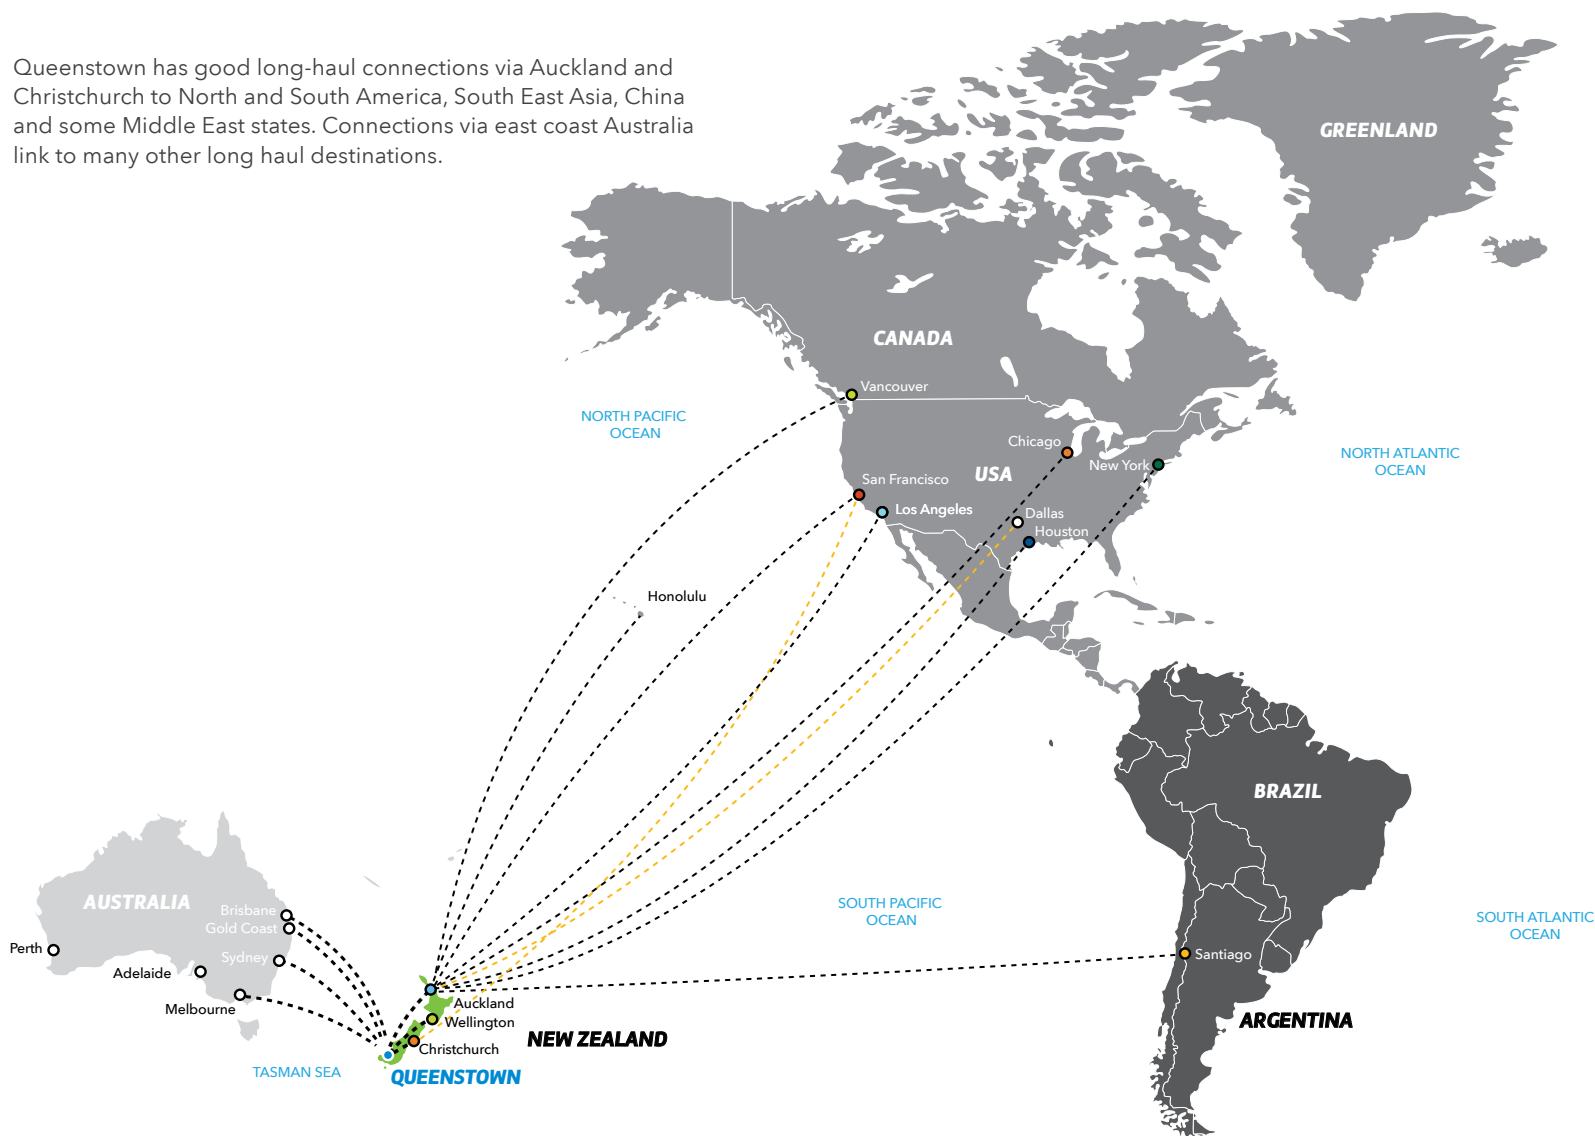 Queenstown has good long-haul connections via Auckland and
Christchurch to North and South America, South East Asia, China
and some Middle East states. Connections via east coast Australia
link to many other long haul destinations.
GREENLAND
CANADA
Vancouver
NORTH PACIFIC
OCEAN
Chicago
New York
NORTH ATLANTIC
OCEAN
USA
San Francisco
Los Angeles
Dallas
Houston
Honolulu
BRAZIL
AUSTRALIA
Brisbane
Gold Coast
Perth
Sydney
Adelaide
Melbourne
SOUTH PACIFIC
OCEAN
SOUTH ATLANTIC
OCEAN
Santiago
Auckland
Wellington
NEW ZEALAND
Christchurch
ARGENTINA
TASMAN SEA
QUEENSTOWN